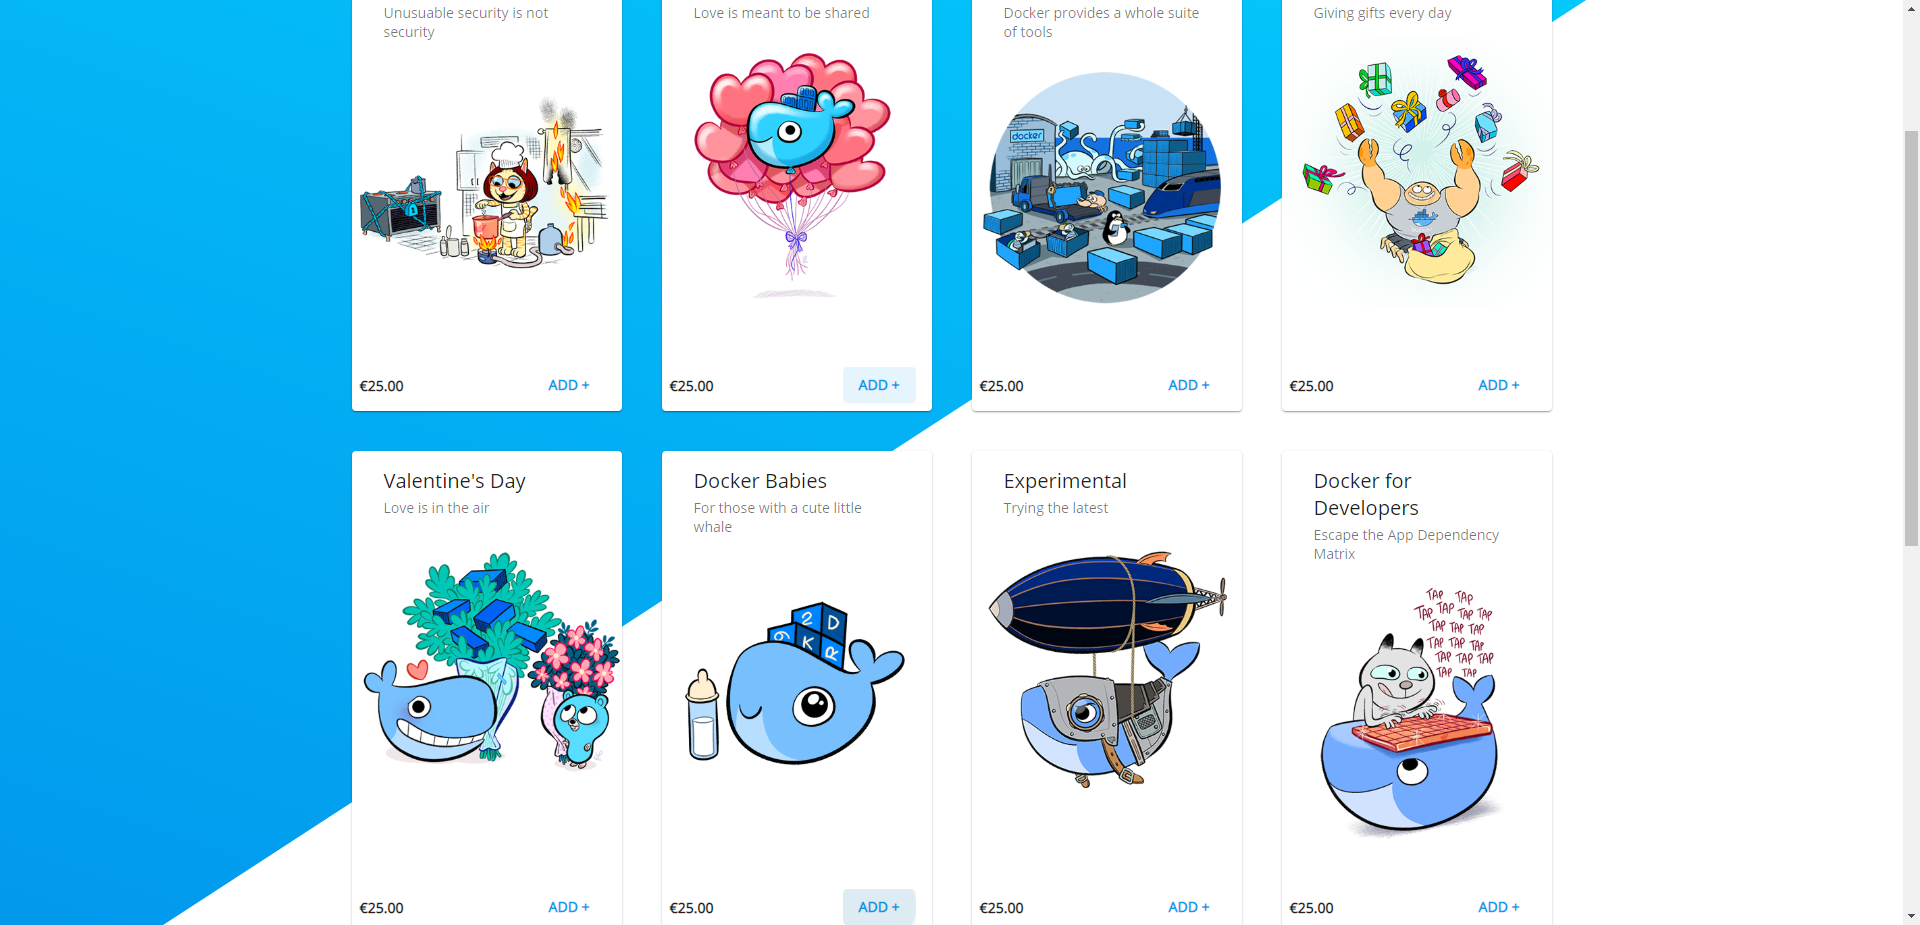 Unusuable security is not
security
Love is meant to be shared
Docker provides a whole suite
of tools
Giving gifts every day
docker
€25.00
ADD +
€25.00
ADD +
€25.00
ADD +
€25.00
ADD +
Valentine's Day
Love is in the air
Docker Babies
For those with a cute little
whale
Experimental
Trying the latest
Docker for
Developers
Escape the App Dependency
Matrix
2 D
K R
TAP TAP
TAP TAP TAP TAP
TAP TAP TAP
TAP TAP TAP
TAP TAP TAP
TAP TAP
€25.00
ADD +
€25.00
ADD +
€25.00
ADD +
€25.00
ADD +